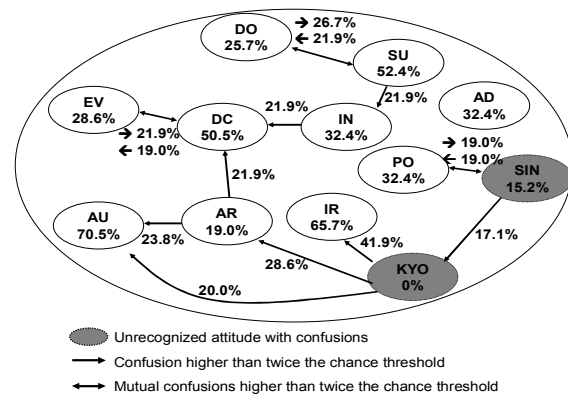 DO
25.7%
→ 26.7%
← 21.9%
SU
52.4%
21.9%
EV
28.6%
→ 21.9%
← 19.0%
DC
50.5%
21.9%
IN
32.4%
AD
32.4%
→ 19.0%
← 19.0%
PO
32.4%
SIN
15.2%
21.9%
AU
70.5%
23.8%
AR
19.0%
IR
65.7%
41.9%
17.1%
28.6%
KYO
0%
20.0%
Unrecognized attitude with confusions
Confusion higher than twice the chance threshold
Mutual confusions higher than twice the chance threshold